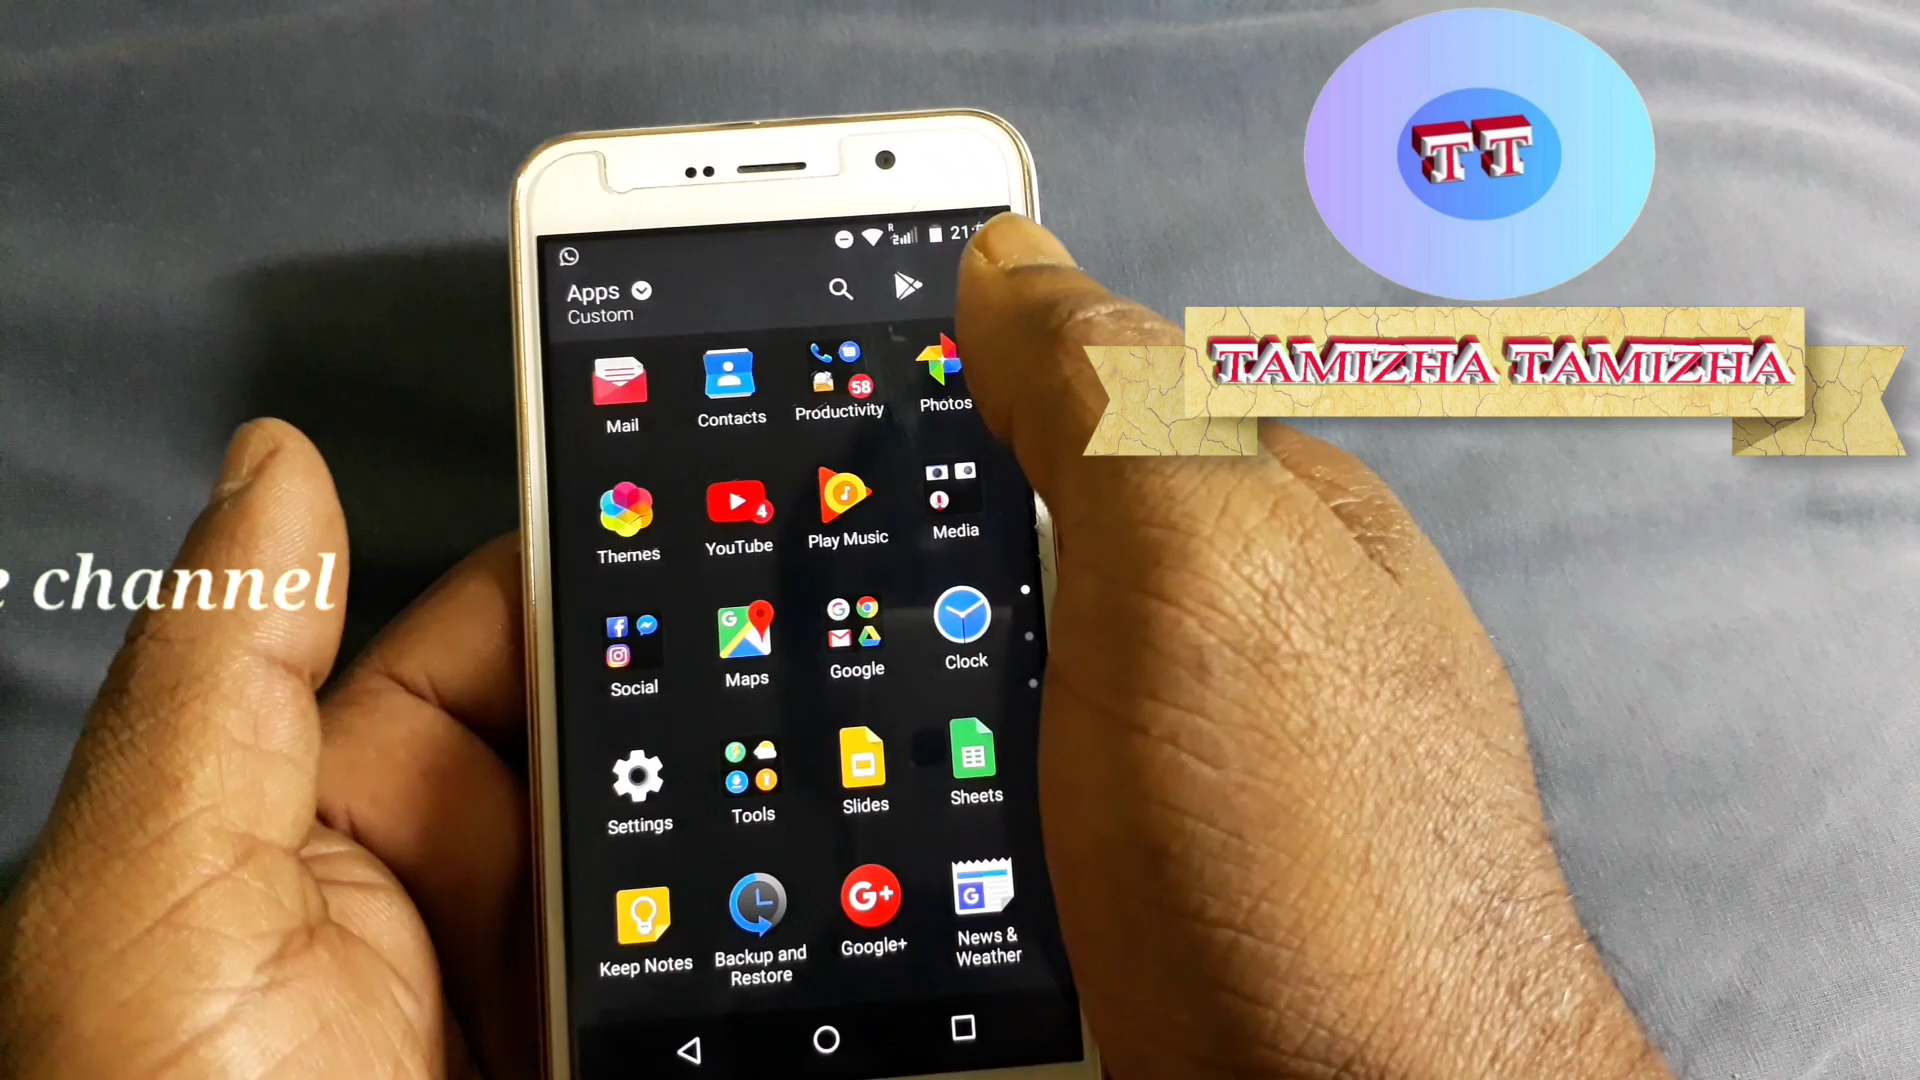 TT
TAMIZHA TAMIZHA
channel
21:
Apps
Custom
Mail
Contacts
58
Productivity
Photos
Themes
4
YouTube
Play Music
Media
Social
Maps
Google
Clock
Settings
Tools
Slides
Sheets
Keep Notes
Backup and
Restore
G+
Google+
News &
Weather